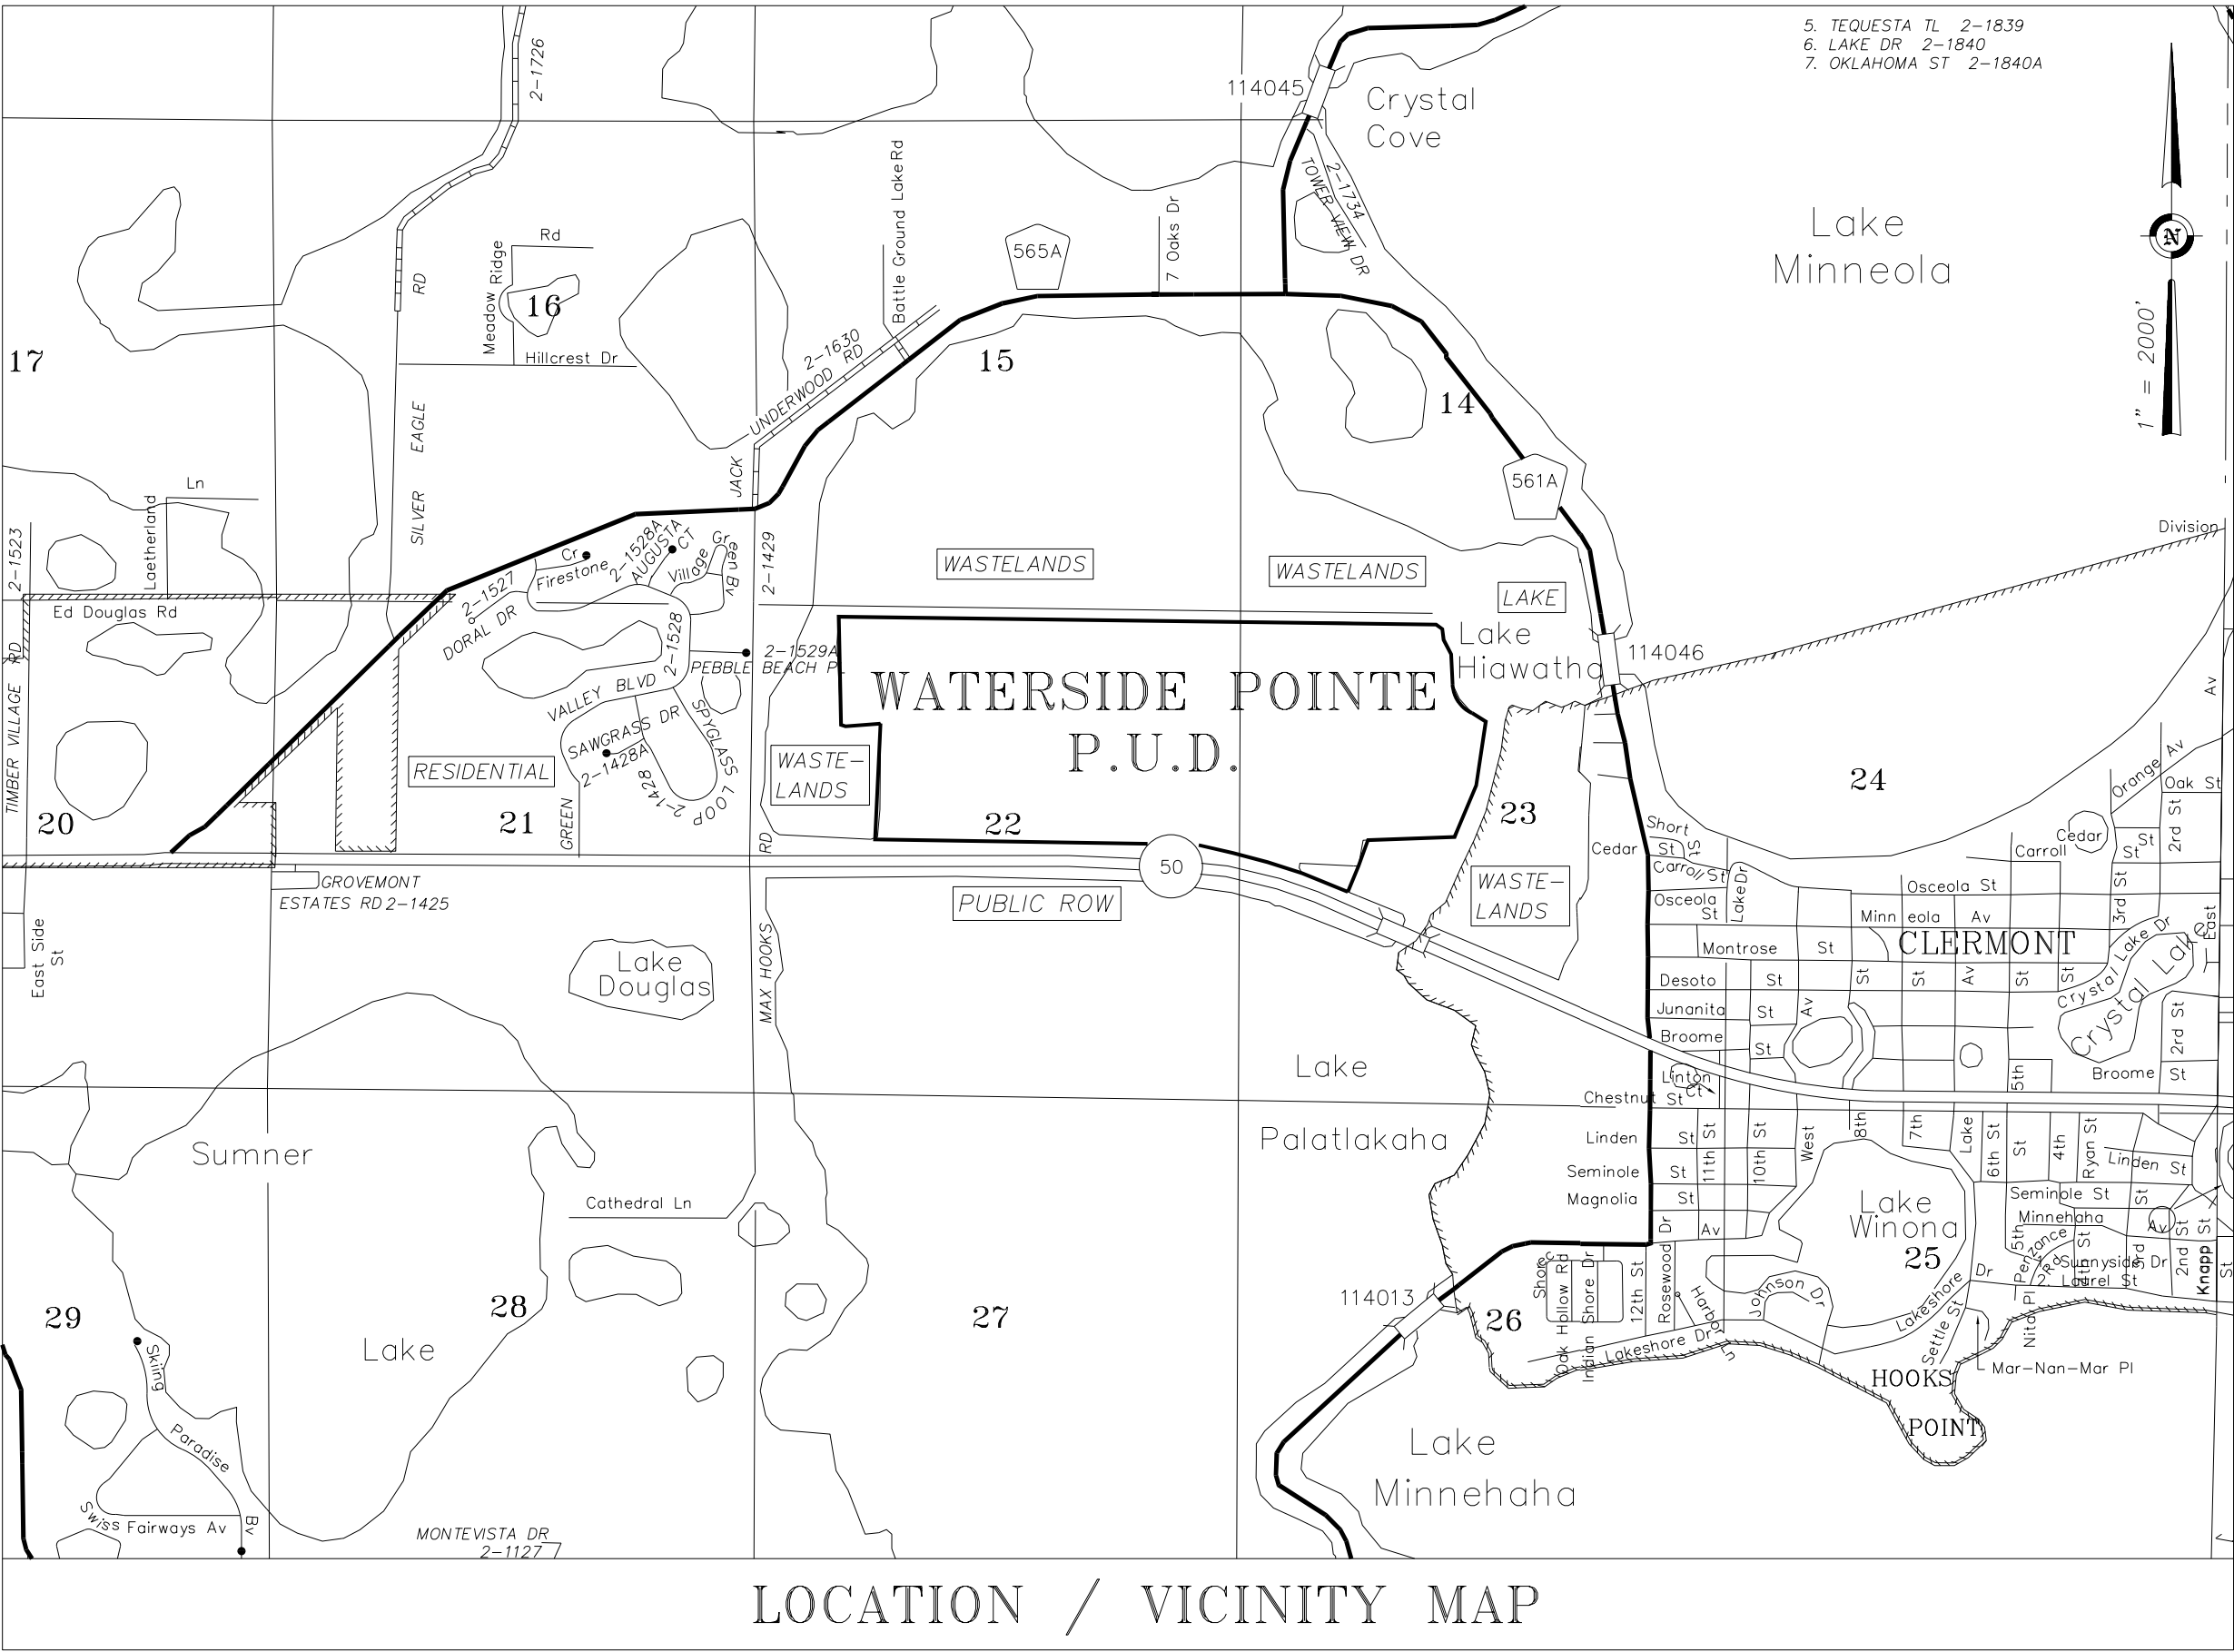 5. TEQUESTA TL 2-1839
6. LAKE DR 2-1840
7. OKLAHOMA ST 2-1840A
2-1726
114045
Crystal
Cove
TOWER VIEW DR
2-1734
Lake
Minneola
N
1" = 2000'
Battle Ground Lake Rd
7 Oaks Dr
565A
Meadow Ridge
Rd
16
Hillcrest Dr
17
15
14
2-1630
UNDERWOOD RD
JACK
SILVER EAGLE RD
561A
Ln
Laetherland
2-1523
TIMBER VILLAGE RD
Ed Douglas Rd
Division
Cr
Firestone
2-1527
DORAL DR
2-1528A
AUGUSTA
CT
Village Green Bv
2-1429
2-1528
2-1529A
PEBBLE BEACH P
WASTELANDS
WASTELANDS
LAKE
Lake
Hiawatha
114046
WATERSIDE POINTE
P.U.D.
VALLEY BLVD
SAWGRASS DR
2-1428A
SPYGLASS LOOP
2-1428
GREEN
RESIDENTIAL
WASTE-
LANDS
RD
20
21
22
23
24
50
PUBLIC ROW
WASTE-
LANDS
GROVEMONT
ESTATES RD 2-1425
East Side
St
MAX HOOKS
Lake
Douglas
Av
Orange Av
Oak St
2rd St
Cedar
St
Short
St
Cedar
St
Carroll
St
Carroll St
Lake Dr
Osceola
St
Osceola St
3rd St
Minneola Av
CLERMONT
Montrose St
East
Crystal Lake Dr
Crystal Lake
Desoto St
St
St
Av
St
St
Junanita St
Av
Broome
St
2rd St
Broome St
5th
Linton
Ct
Chestnut St
Lake
Palatlakaha
Linden St
11th St
10th St
West
8th
7th
Lake
6th St
St
4th
Ryan St
Linden St
Seminole St
Magnolia St
Av
Seminole St
St
Minnehaha
Av
5th
Penzance
Rd
4th St
3rd
2nd St
Knapp St
St
1. Sunnyside Dr
2. Laurel St
Lake
Winona
25
Sumner
Lake
Cathedral Ln
28
29
27
26
114013
Shore
Oak Hollow Rd
Indian Shore Dr
12th St
Rosewood Dr
Harbor Ln
Johnson Dr
Lakeshore Dr
Lakeshore
Dr
Settle St
Nita Pl
Mar-Nan-Mar Pl
HOOKS
POINT
Lake
Minnehaha
Skiing
Paradise
Bv
Swiss Fairways Av
MONTEVISTA DR
2-1127
LOCATION / VICINITY MAP